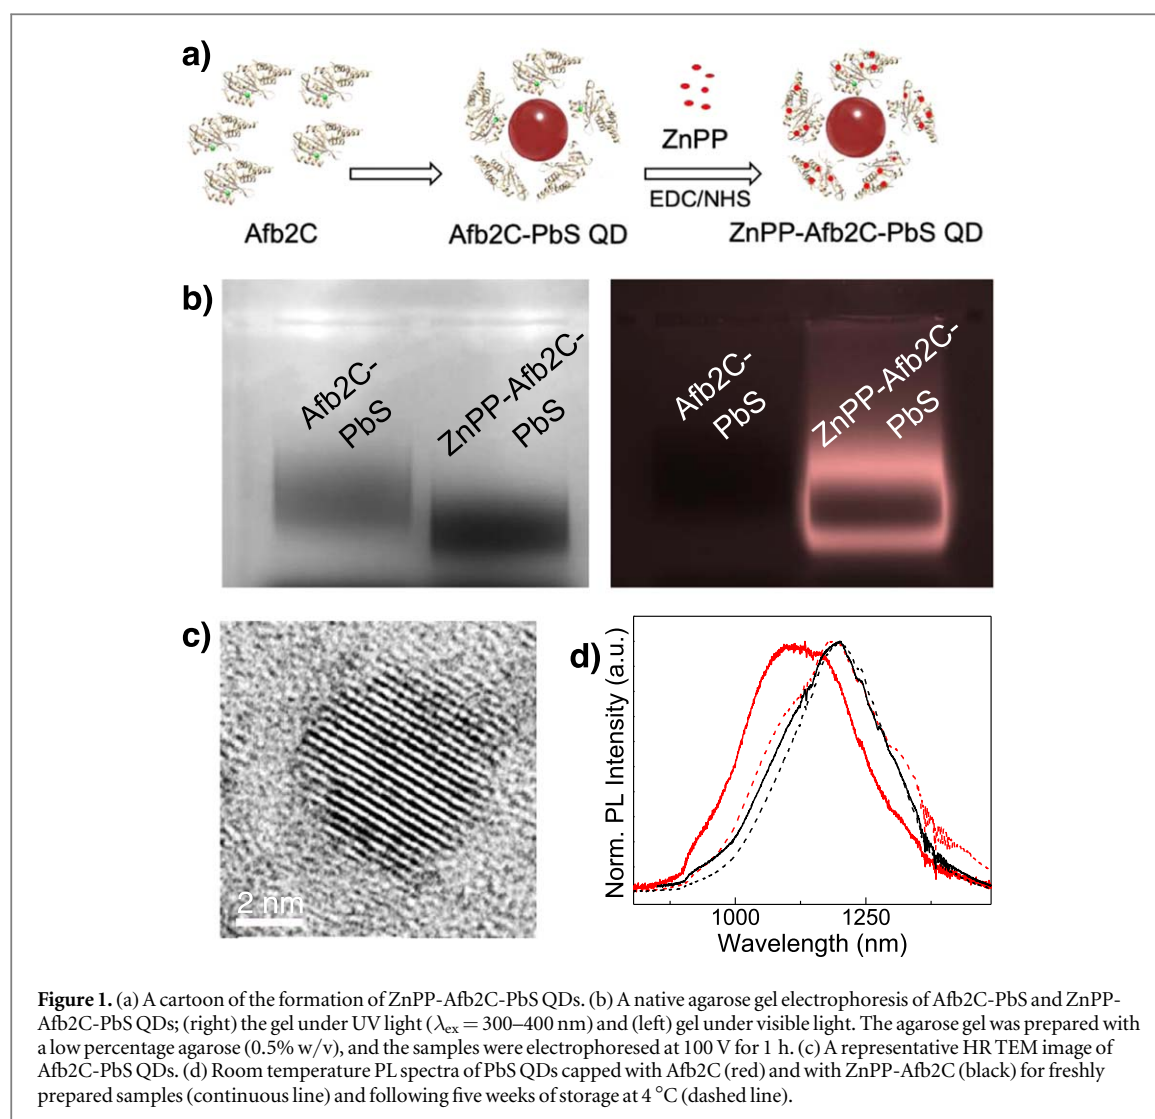 a)
ZnPP
EDC/NHS
Afb2C
Afb2C-PbS QD
ZnPP-Afb2C-PbS QD
b)
Afb2C-
PbS
ZnPP-Afb2C-
PbS
Afb2C-
PbS
ZnPP-Afb2C-
PbS
c)
2 nm
d)
Norm. PL Intensity (a.u.)
1000
1250
Wavelength (nm)
Figure 1. (a) A cartoon of the formation of ZnPP-Afb2C-PbS QDs. (b) A native agarose gel electrophoresis of Afb2C-PbS and ZnPP-
Afb2C-PbS QDs; (right) the gel under UV light (λex = 300–400 nm) and (left) gel under visible light. The agarose gel was prepared with
a low percentage agarose (0.5% w/v), and the samples were electrophoresed at 100 V for 1 h. (c) A representative HR TEM image of
Afb2C-PbS QDs. (d) Room temperature PL spectra of PbS QDs capped with Afb2C (red) and with ZnPP-Afb2C (black) for freshly
prepared samples (continuous line) and following five weeks of storage at 4 °C (dashed line).